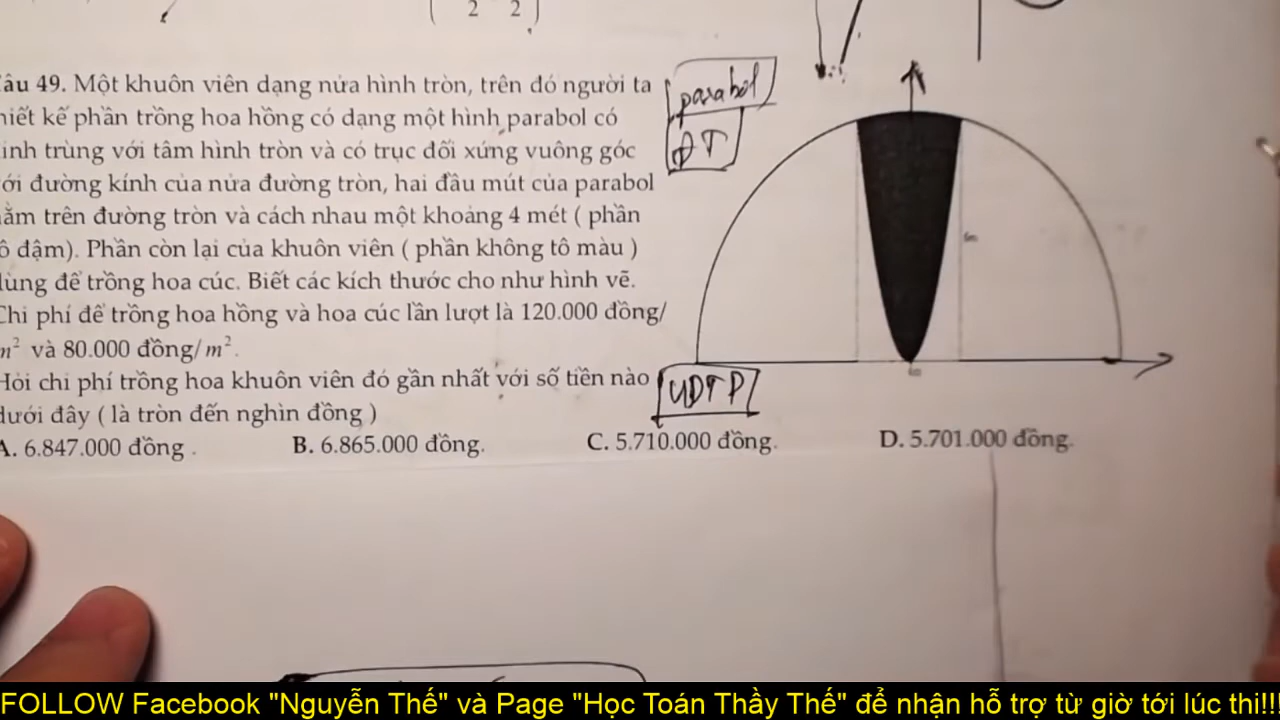 2 2
âu 49. Một khuôn viên dạng nửa hình tròn, trên đó người ta
hiết kế phần trồng hoa hồng có dạng một hình parabol có
inh trùng với tâm hình tròn và có trục đối xứng vuông góc
ới đường kính của nửa đường tròn, hai đầu mút của parabol
ằm trên đường tròn và cách nhau một khoảng 4 mét ( phần
ô đậm). Phần còn lại của khuôn viên ( phần không tô màu )
dùng để trồng hoa cúc. Biết các kích thước cho như hình vẽ.
Chi phí để trồng hoa hồng và hoa cúc lần lượt là 120.000 đồng/
m² và 80.000 đồng/m².
Hỏi chi phí trồng hoa khuôn viên đó gần nhất với số tiền nào
dưới đây ( là tròn đến nghìn đồng )
A. 6.847.000 đồng . B. 6.865.000 đồng. C. 5.710.000 đồng. D. 5.701.000 đồng.
parabol
DT
6m
UDTP
FOLLOW Facebook "Nguyễn Thế" và Page "Học Toán Thầy Thế" để nhận hỗ trợ từ giờ tới lúc thi!!!